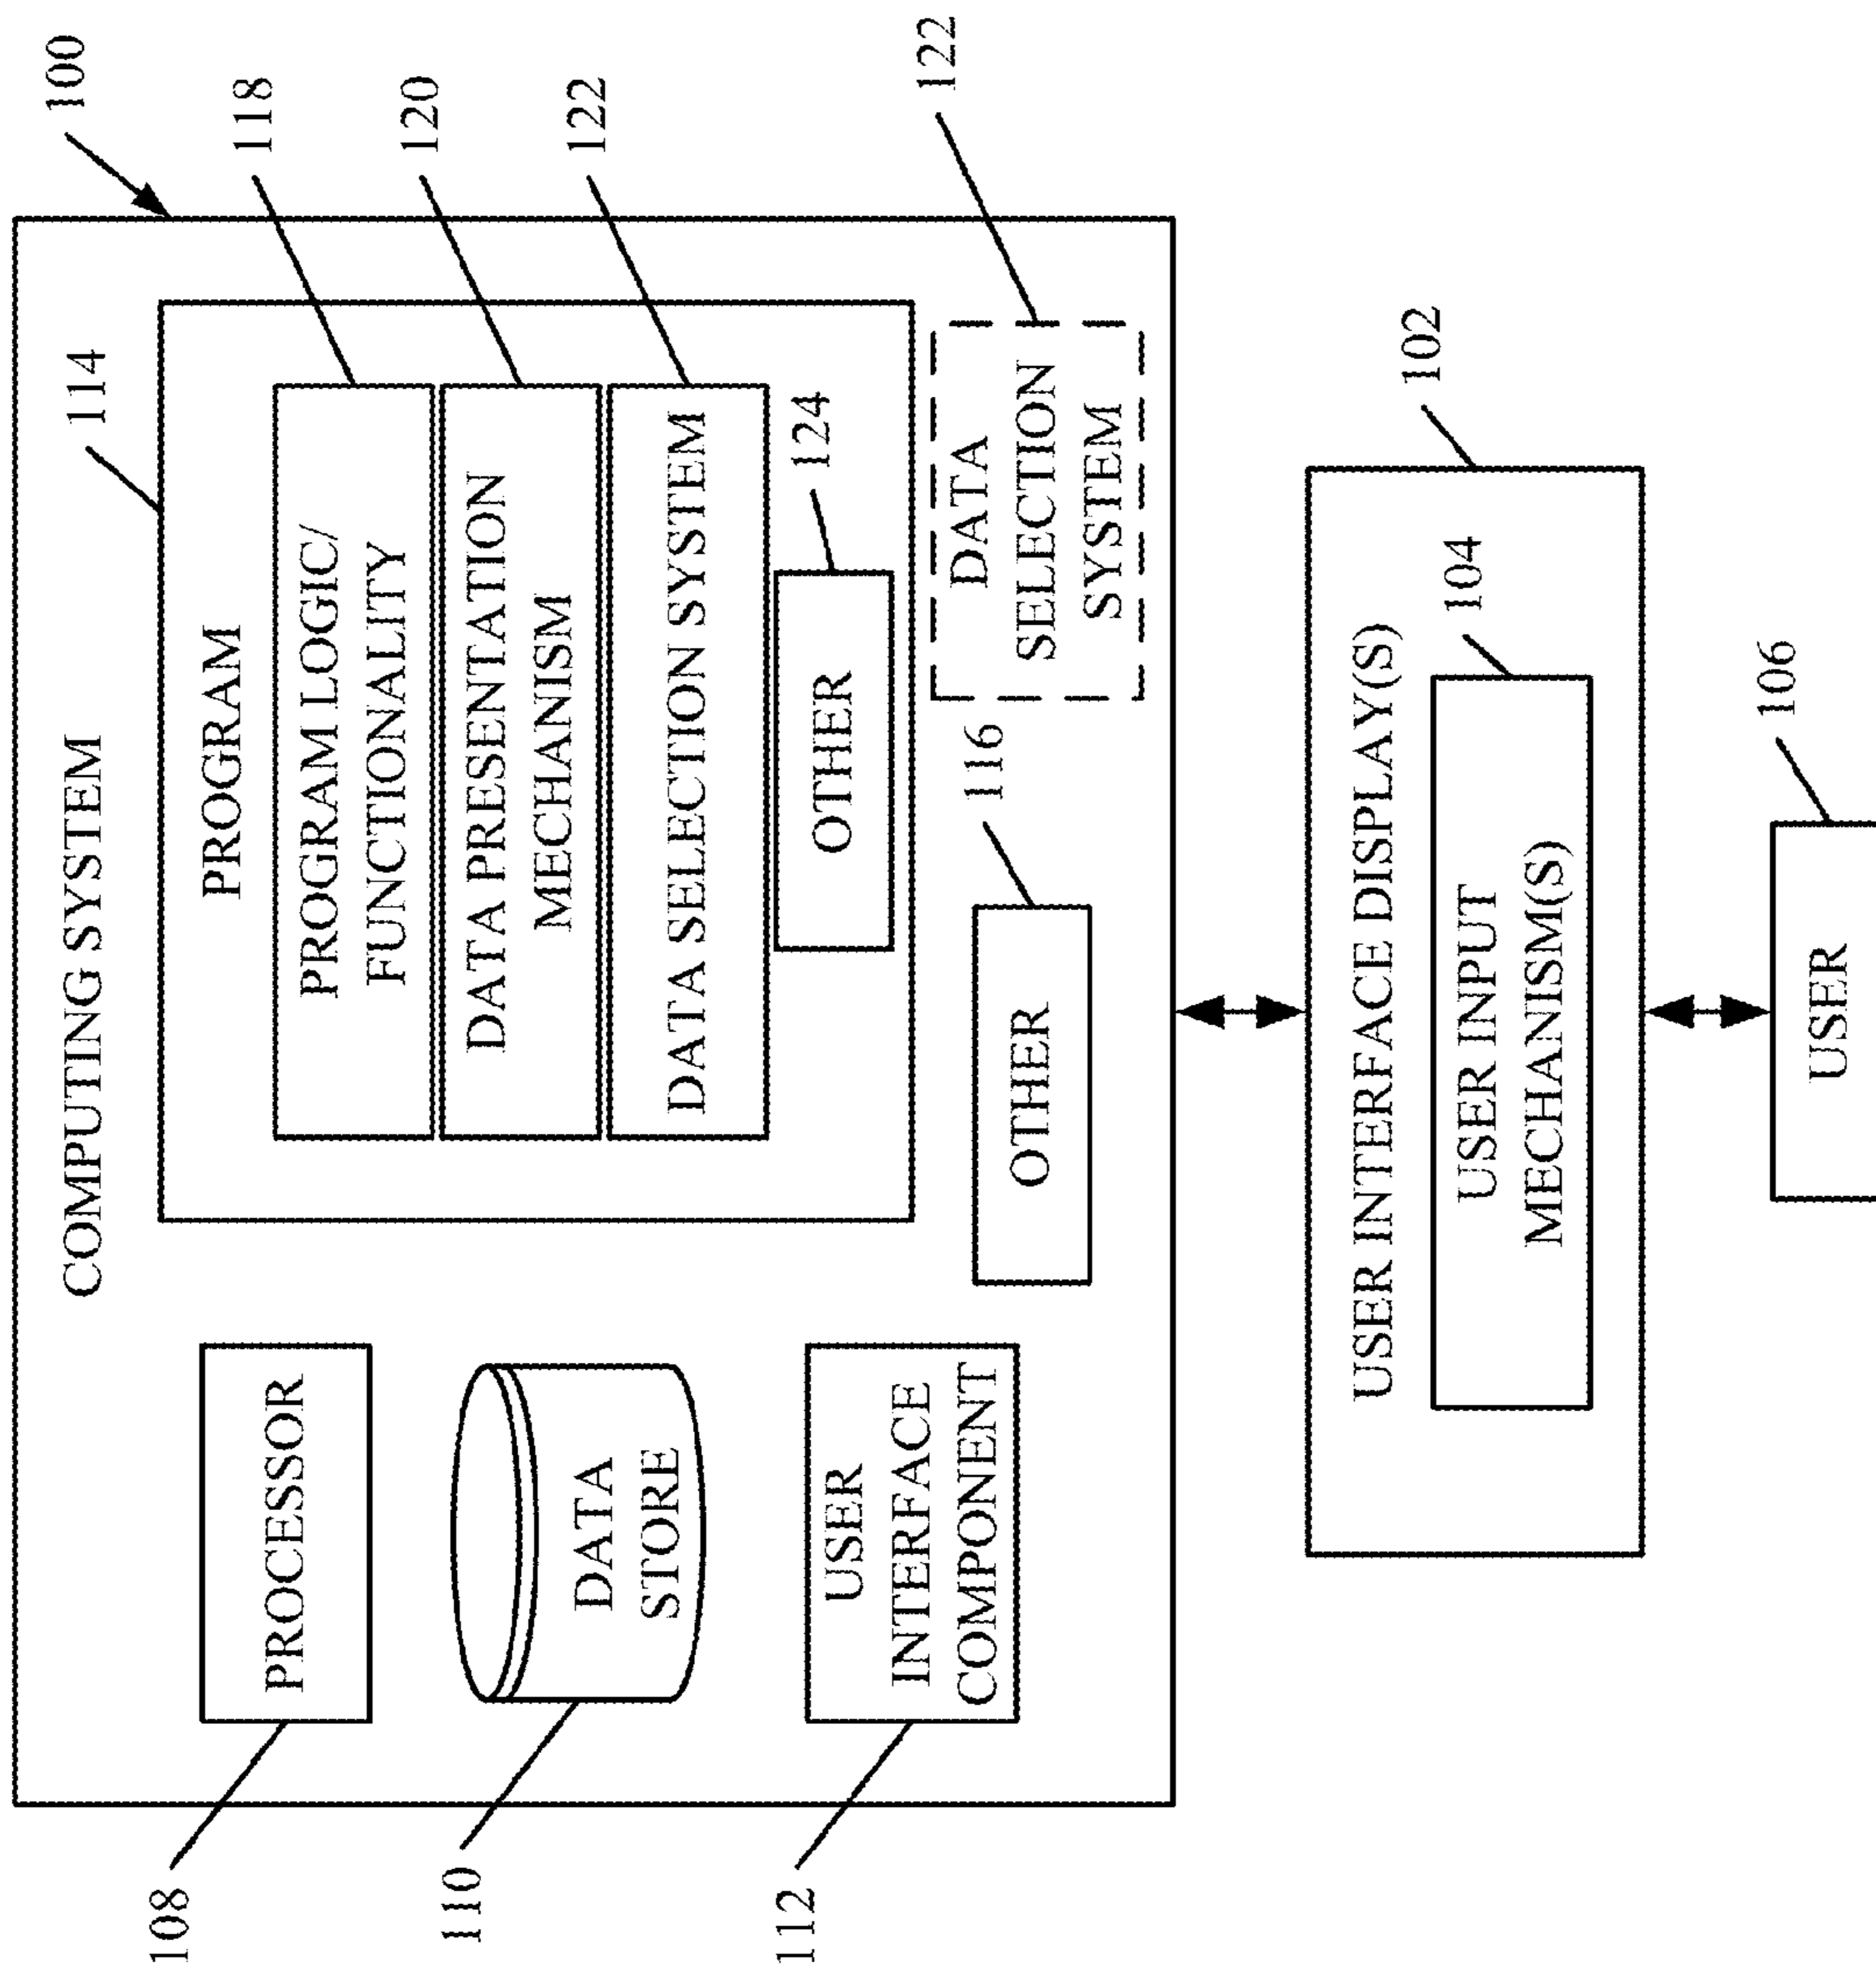 100
COMPUTING SYSTEM
114
108
PROCESSOR
PROGRAM
PROGRAM LOGIC/
FUNCTIONALITY
118
110
DATA
STORE
DATA PRESENTATION
MECHANISM
120
DATA SELECTION SYSTEM
122
112
USER
INTERFACE
COMPONENT
OTHER
124
OTHER
116
DATA
SELECTION
SYSTEM
122
USER INTERFACE DISPLAY(S)
102
USER INPUT
MECHANISM(S)
104
USER
106